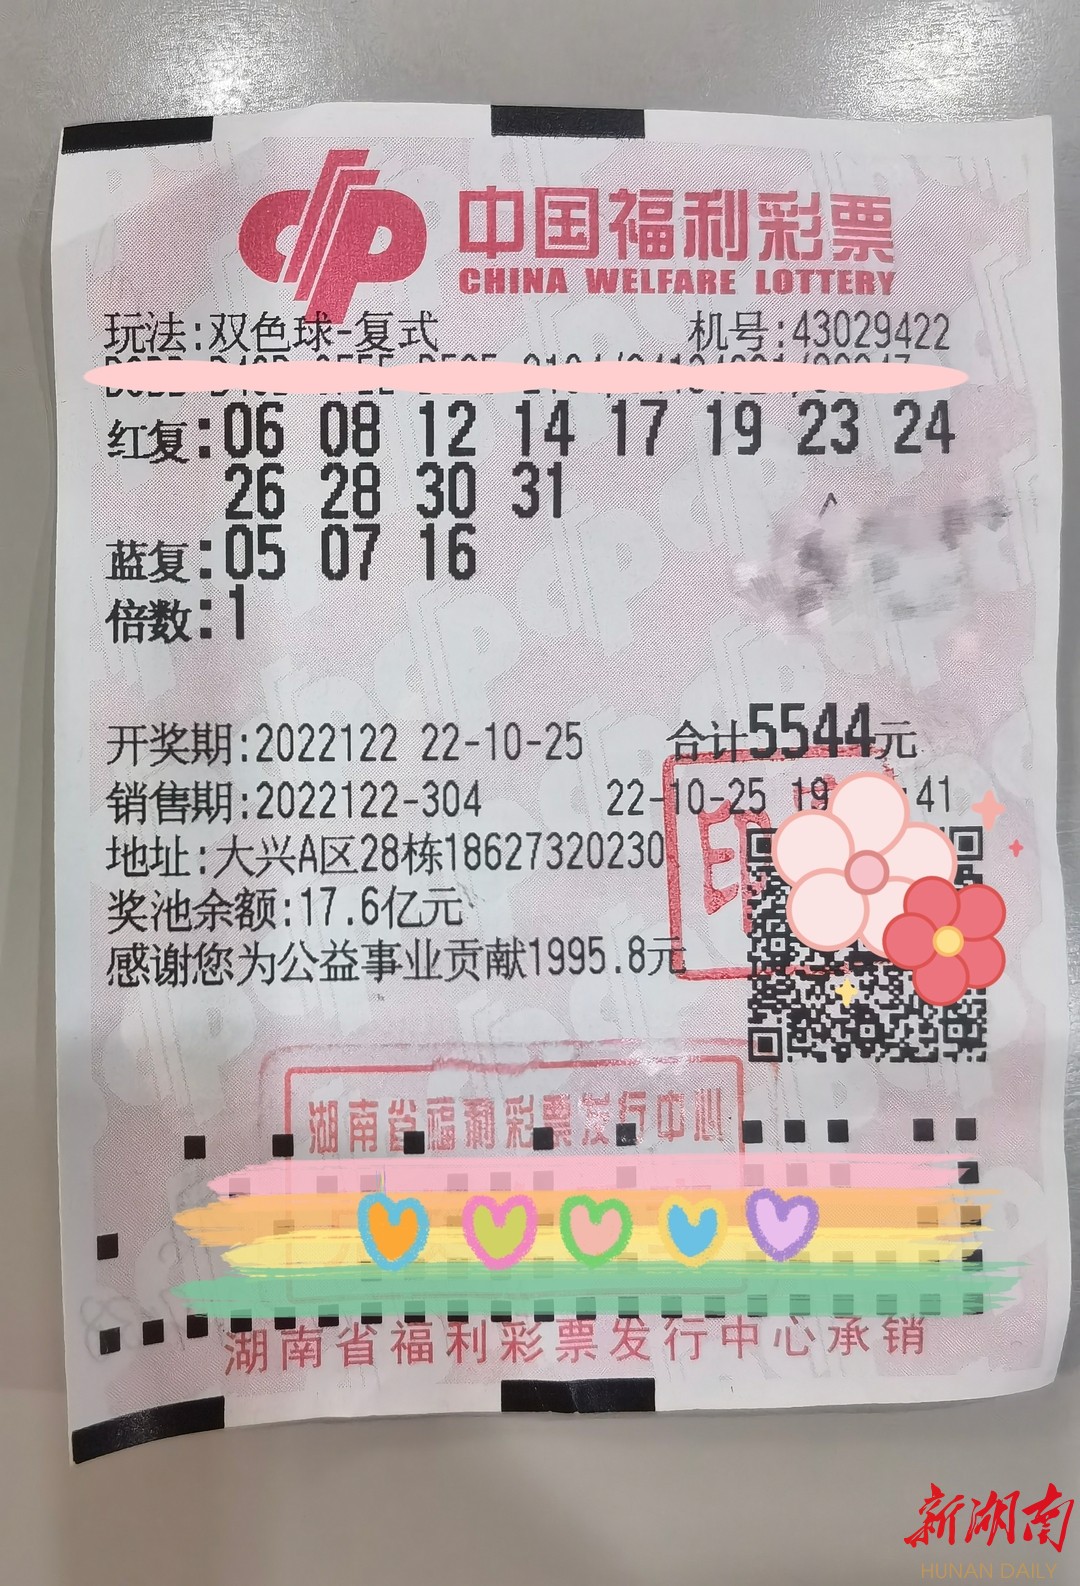 中国福利彩票
CHINA WELFARE LOTTERY
玩法:双色球-复式 机号:43029422
红复:06 08 12 14 17 19 23 24
26 28 30 31
蓝复:05 07 16
倍数:1
开奖期:2022122 22-10-25 合计5544元
销售期:2022122-304 22-10-25 19 :41
地址:大兴A区28栋18627320230
奖池余额:17.6亿元
感谢您为公益事业贡献1995.8元
印
湖南省福利彩票发行中心
湖南省福利彩票发行中心承销
新湖南
HUNAN DAILY